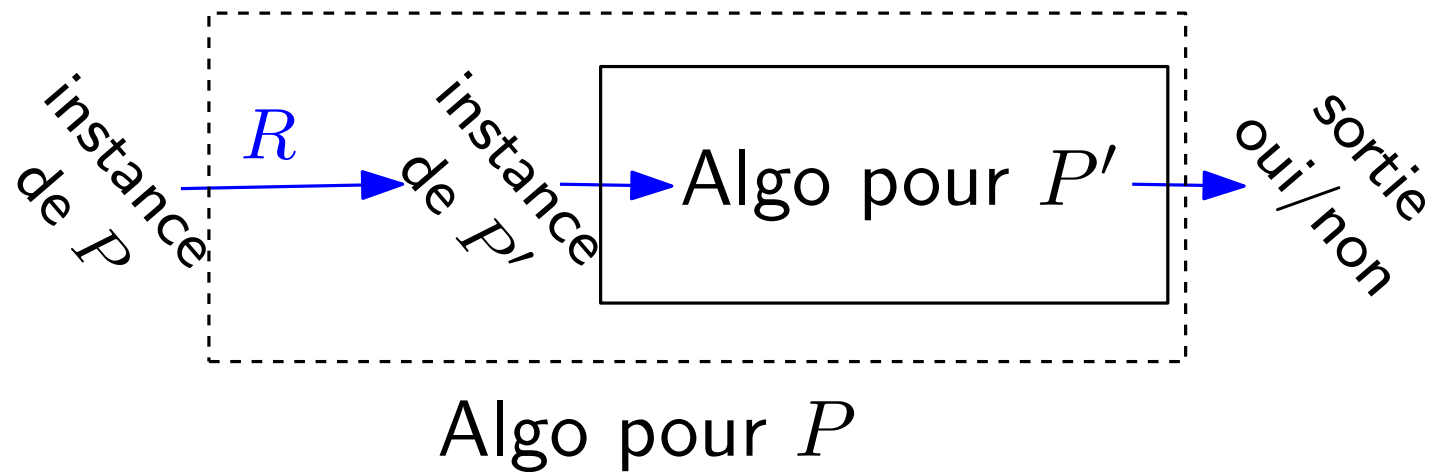 instance
de P
R
instance
de P′
Algo pour P′
sortie
oui/non
Algo pour P